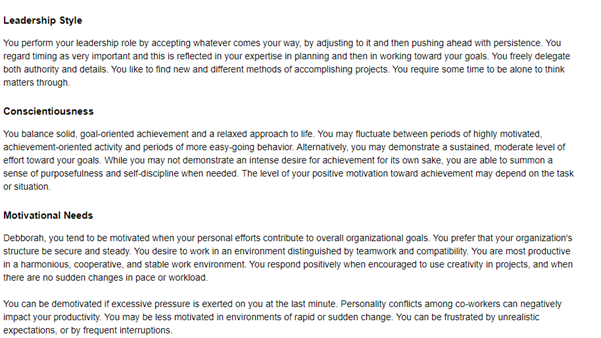 Leadership Style
You perform your leadership role by accepting whatever comes your way, by adjusting to it and then pushing ahead with persistence. You
regard timing as very important and this is reflected in your expertise in planning and then in working toward your goals. You freely delegate
both authority and details. You like to find new and different methods of accomplishing projects. You require some time to be alone to think
matters through.
Conscientiousness
You balance solid, goal-oriented achievement and a relaxed approach to life. You may fluctuate between periods of highly motivated,
achievement-oriented activity and periods of more easy-going behavior. Alternatively, you may demonstrate a sustained, moderate level of
effort toward your goals. While you may not demonstrate an intense desire for achievement for its own sake, you are able to summon a
sense of purposefulness and self-discipline when needed. The level of your positive motivation toward achievement may depend on the task
or situation.
Motivational Needs
Debborah, you tend to be motivated when your personal efforts contribute to overall organizational goals. You prefer that your organization's
structure be secure and steady. You desire to work in an environment distinguished by teamwork and compatibility. You are most productive
in a harmonious, cooperative, and stable work environment. You respond positively when encouraged to use creativity in projects, and when
there are no sudden changes in pace or workload.
You can be demotivated if excessive pressure is exerted on you at the last minute. Personality conflicts among co-workers can negatively
impact your productivity. You may be less motivated in environments of rapid or sudden change. You can be frustrated by unrealistic
expectations, or by frequent interruptions.